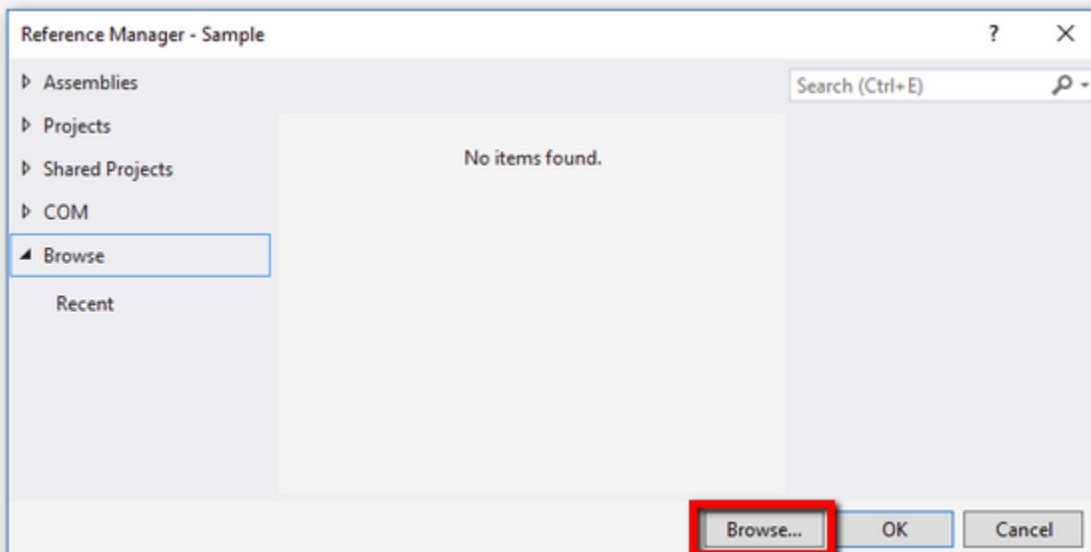 Reference Manager - Sample
?
Assemblies
Search (Ctrl+E)
Projects
No items found.
Shared Projects
COM
Browse
Recent
Browse...
OK
Cancel